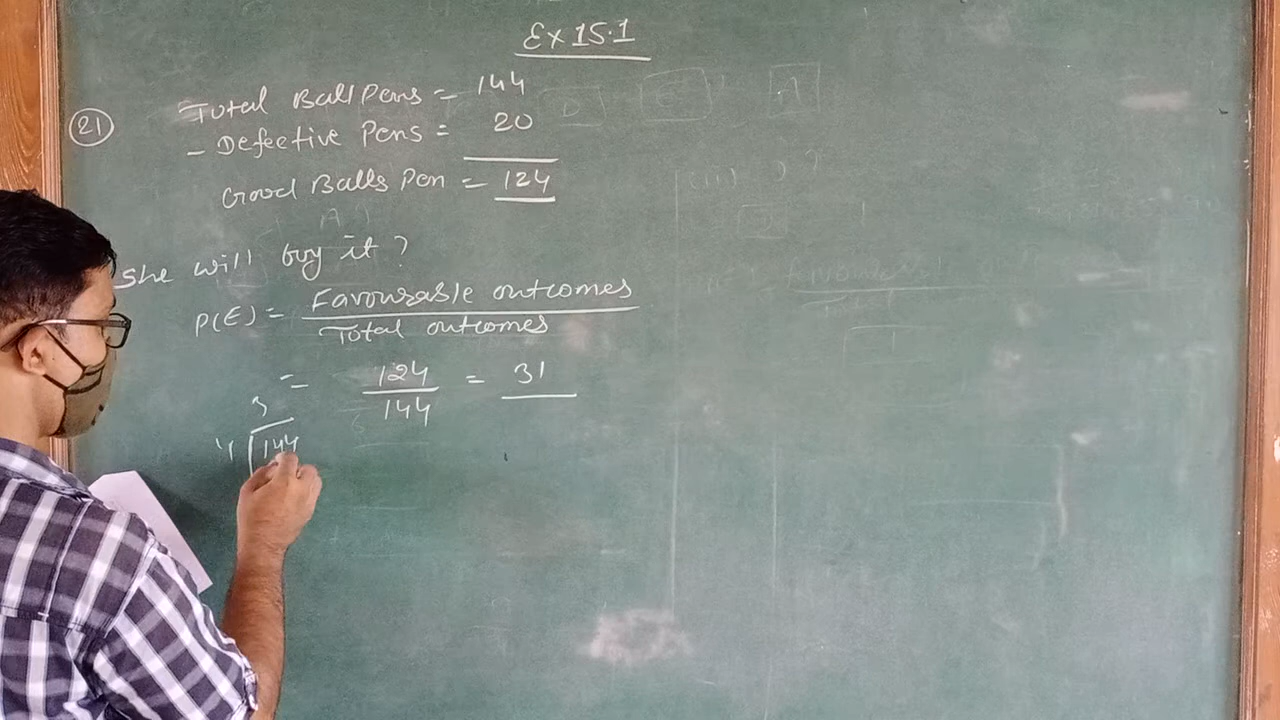 Ex 15.1
(21) Total Ball Pens = 144
- Defective Pens = 20
Good Balls Pen = 124
She will buy it?
P(E) = Favourable outcomes
Total outcomes
= 124 = 31
144
3
4 144